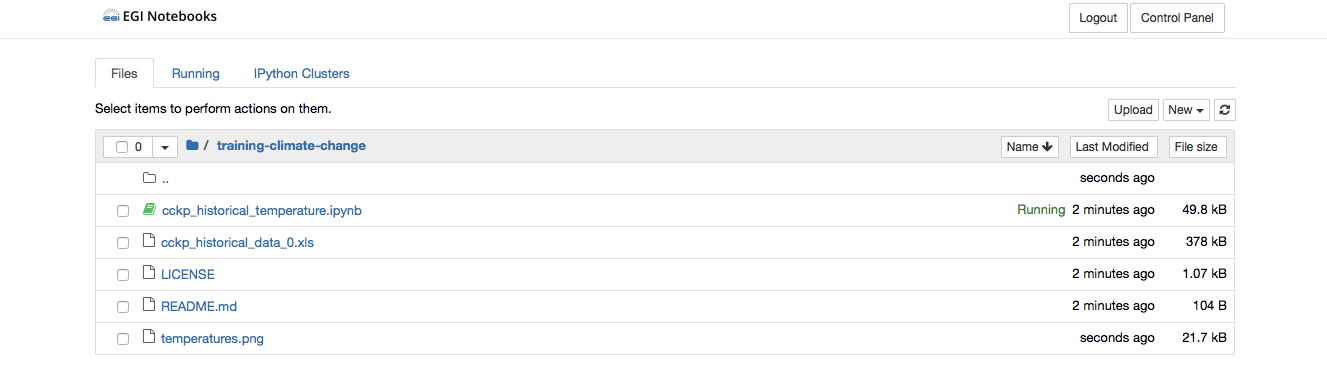 EGI Notebooks Logout Control Panel
Files Running IPython Clusters
Select items to perform actions on them. Upload New
0 / training-climate-change Name Last Modified File size
.. seconds ago
cckp_historical_temperature.ipynb Running 2 minutes ago 49.8 kB
cckp_historical_data_0.xls 2 minutes ago 378 kB
LICENSE 2 minutes ago 1.07 kB
README.md 2 minutes ago 104 B
temperatures.png seconds ago 21.7 kB